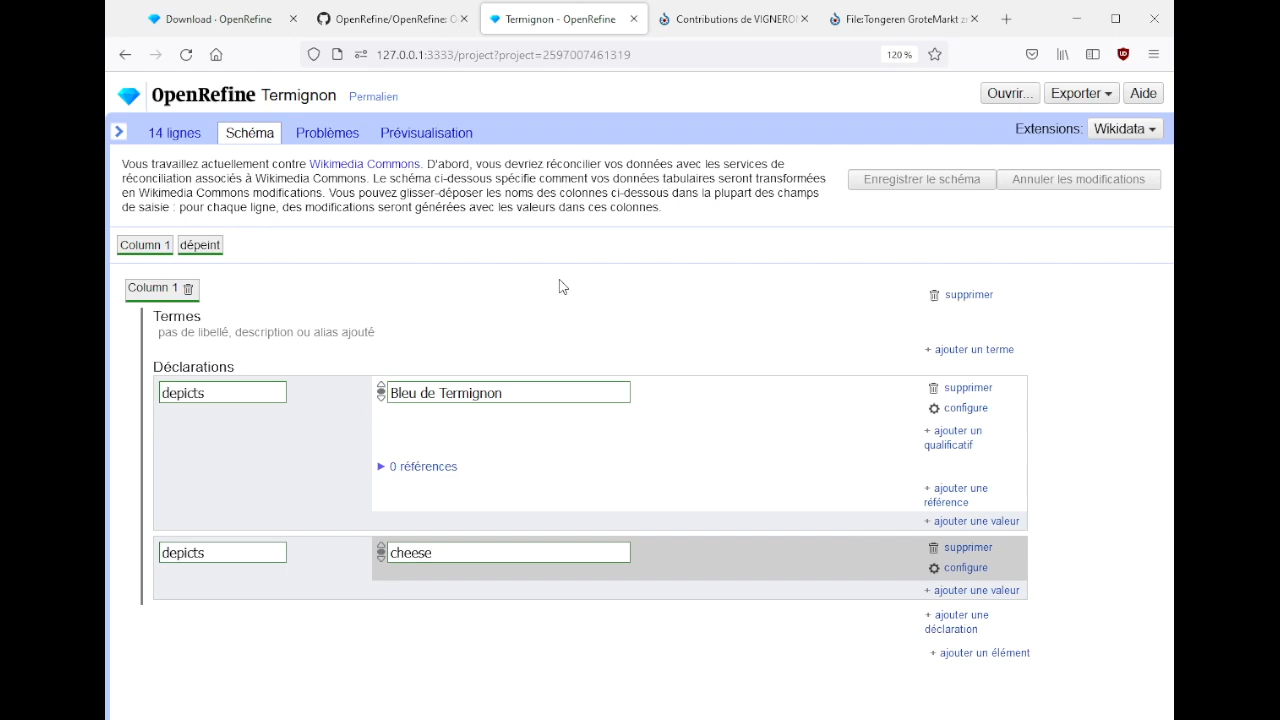 Download - OpenRefine
OpenRefine/OpenRefine: O
Termignon - OpenRefine
Contributions de VIGNERON
File:Tongeren GroteMarkt z
127.0.0.1:3333/project?project=2597007461319
120 %
OpenRefine Termignon Permalien
Ouvrir... Exporter Aide
14 lignes Schéma Problèmes Prévisualisation
Extensions: Wikidata
Vous travaillez actuellement contre Wikimedia Commons. D'abord, vous devriez réconcilier vos données avec les services de
réconciliation associés à Wikimedia Commons. Le schéma ci-dessous spécifie comment vos données tabulaires seront transformées
en Wikimedia Commons modifications. Vous pouvez glisser-déposer les noms des colonnes ci-dessous dans la plupart des champs
de saisie : pour chaque ligne, des modifications seront générées avec les valeurs dans ces colonnes.
Enregistrer le schéma Annuler les modifications
Column 1 dépeint
Column 1
supprimer
Termes
pas de libellé, description ou alias ajouté
+ ajouter un terme
Déclarations
depicts Bleu de Termignon
supprimer
configure
+ ajouter un
qualificatif
0 références
+ ajouter une
référence
+ ajouter une valeur
depicts cheese
supprimer
configure
+ ajouter une valeur
+ ajouter une
déclaration
+ ajouter un élément